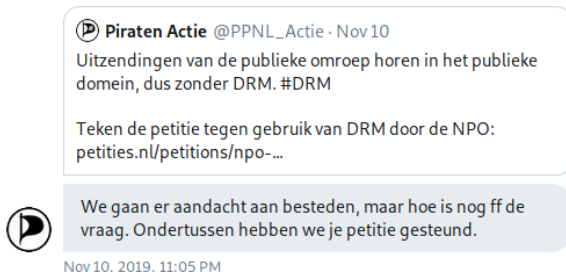 Piraten Actie @PPNL_Actie · Nov 10
Uitzendingen van de publieke omroep horen in het publieke
domein, dus zonder DRM. #DRM
Teken de petitie tegen gebruik van DRM door de NPO:
petities.nl/petitions/npo-...
We gaan er aandacht aan besteden, maar hoe is nog ff de
vraag. Ondertussen hebben we je petitie gesteund.
Nov 10, 2019, 11:05 PM